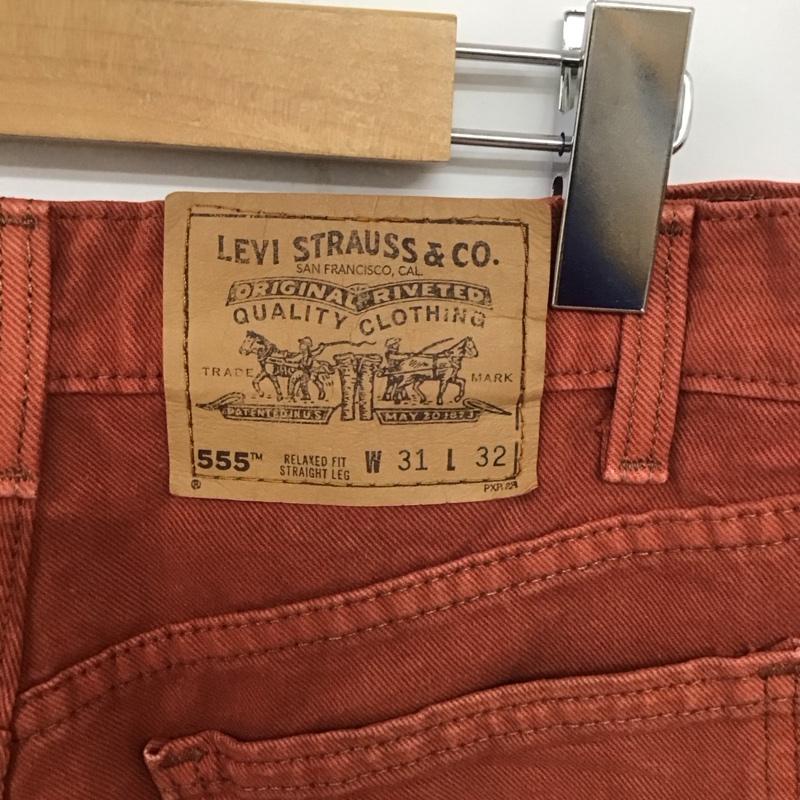 LEVI STRAUSS & CO.
SAN FRANCISCO, CAL.
ORIGINAL RIVETED
QUALITY CLOTHING
TRADE MARK
PATENTED IN U.S. MAY 20 1873
555™ RELAXED FIT STRAIGHT LEG W 31 L 32
®